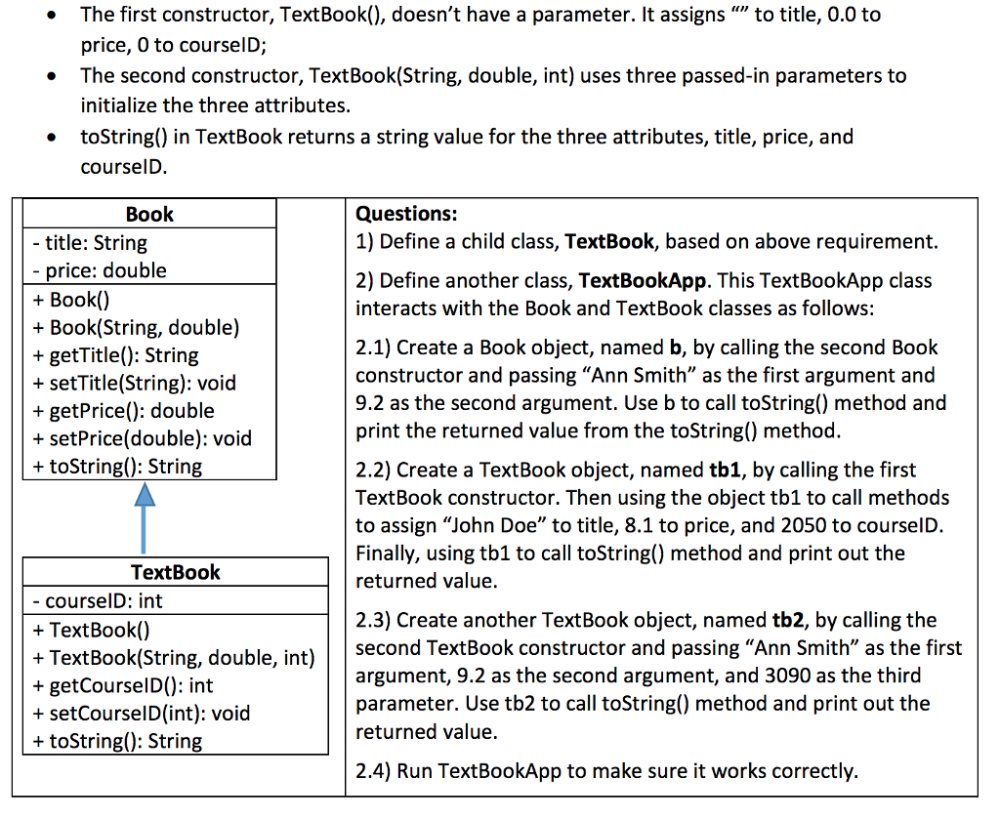 • The first constructor, TextBook(), doesn’t have a parameter. It assigns “” to title, 0.0 to
price, 0 to courseID;
• The second constructor, TextBook(String, double, int) uses three passed-in parameters to
initialize the three attributes.
• toString() in TextBook returns a string value for the three attributes, title, price, and
courseID.
Book
- title: String
- price: double
+ Book()
+ Book(String, double)
+ getTitle(): String
+ setTitle(String): void
+ getPrice(): double
+ setPrice(double): void
+ toString(): String
TextBook
- courseID: int
+ TextBook()
+ TextBook(String, double, int)
+ getCourseID(): int
+ setCourseID(int): void
+ toString(): String
Questions:
1) Define a child class, TextBook, based on above requirement.
2) Define another class, TextBookApp. This TextBookApp class
interacts with the Book and TextBook classes as follows:
2.1) Create a Book object, named b, by calling the second Book
constructor and passing “Ann Smith” as the first argument and
9.2 as the second argument. Use b to call toString() method and
print the returned value from the toString() method.
2.2) Create a TextBook object, named tb1, by calling the first
TextBook constructor. Then using the object tb1 to call methods
to assign “John Doe” to title, 8.1 to price, and 2050 to courseID.
Finally, using tb1 to call toString() method and print out the
returned value.
2.3) Create another TextBook object, named tb2, by calling the
second TextBook constructor and passing “Ann Smith” as the first
argument, 9.2 as the second argument, and 3090 as the third
parameter. Use tb2 to call toString() method and print out the
returned value.
2.4) Run TextBookApp to make sure it works correctly.